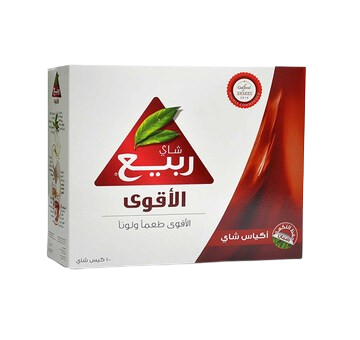 شاي
ربيع
الأقوى
الأقوى طعماً ولوناً
أكياس شاي
١٠٠ كيس شاي